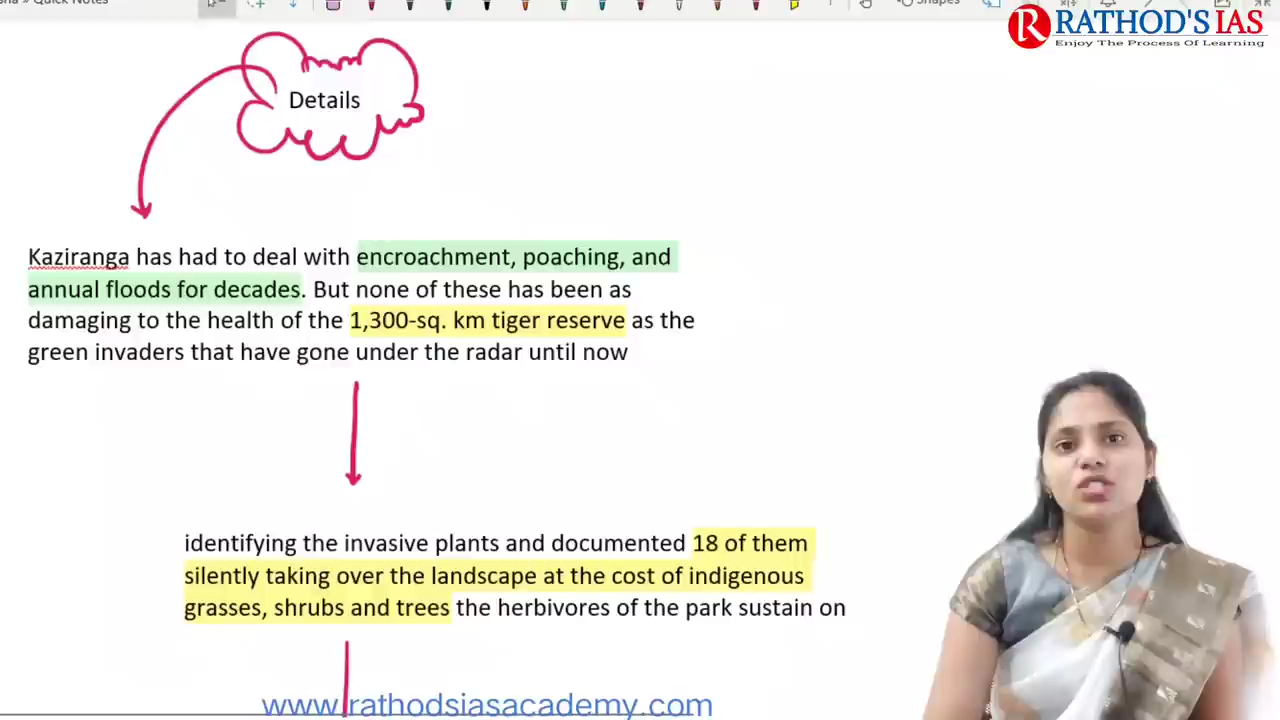 Quick Notes
Shapes
R RATHOD'S IAS
Enjoy The Process Of Learning
Details
Kaziranga has had to deal with encroachment, poaching, and
annual floods for decades. But none of these has been as
damaging to the health of the 1,300-sq. km tiger reserve as the
green invaders that have gone under the radar until now
identifying the invasive plants and documented 18 of them
silently taking over the landscape at the cost of indigenous
grasses, shrubs and trees the herbivores of the park sustain on
www.rathodsiasacademy.com